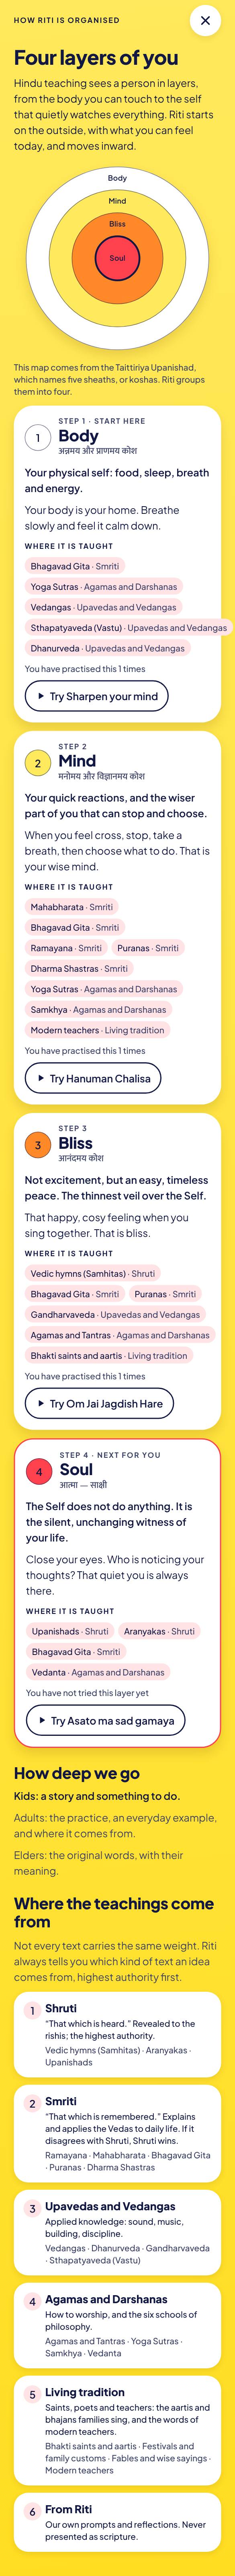 HOW RITI IS ORGANISED
Four layers of you
Hindu teaching sees a person in layers,
from the body you can touch to the self
that quietly watches everything. Riti starts
on the outside, with what you can feel
today, and moves inward.
Body
Mind
Bliss
Soul
This map comes from the Taittiriya Upanishad,
which names five sheaths, or koshas. Riti groups
them into four.
STEP 1 · START HERE
1
Body
अन्नमय और प्राणमय कोश
Your physical self: food, sleep, breath
and energy.
Your body is your home. Breathe
slowly and feel it calm down.
WHERE IT IS TAUGHT
Bhagavad Gita · Smriti
Yoga Sutras · Agamas and Darshanas
Vedangas · Upavedas and Vedangas
Sthapatyaveda (Vastu) · Upavedas and Vedangas
Dhanurveda · Upavedas and Vedangas
You have practised this 1 times
Try Sharpen your mind
STEP 2
2
Mind
मनोमय और विज्ञानमय कोश
Your quick reactions, and the wiser
part of you that can stop and choose.
When you feel cross, stop, take a
breath, then choose what to do. That is
your wise mind.
WHERE IT IS TAUGHT
Mahabharata · Smriti
Bhagavad Gita · Smriti
Ramayana · Smriti Puranas · Smriti
Dharma Shastras · Smriti
Yoga Sutras · Agamas and Darshanas
Samkhya · Agamas and Darshanas
Modern teachers · Living tradition
You have practised this 1 times
Try Hanuman Chalisa
STEP 3
3
Bliss
आनंदमय कोश
Not excitement, but an easy, timeless
peace. The thinnest veil over the Self.
That happy, cosy feeling when you
sing together. That is bliss.
WHERE IT IS TAUGHT
Vedic hymns (Samhitas) · Shruti
Bhagavad Gita · Smriti Puranas · Smriti
Gandharvaveda · Upavedas and Vedangas
Agamas and Tantras · Agamas and Darshanas
Bhakti saints and aartis · Living tradition
You have practised this 1 times
Try Om Jai Jagdish Hare
STEP 4 · NEXT FOR YOU
4
Soul
आत्मा — साक्षी
The Self does not do anything. It is
the silent, unchanging witness of
your life.
Close your eyes. Who is noticing your
thoughts? That quiet you is always
there.
WHERE IT IS TAUGHT
Upanishads · Shruti Aranyakas · Shruti
Bhagavad Gita · Smriti
Vedanta · Agamas and Darshanas
You have not tried this layer yet
Try Asato ma sad gamaya
How deep we go
Kids: a story and something to do.
Adults: the practice, an everyday example,
and where it comes from.
Elders: the original words, with their
meaning.
Where the teachings come
from
Not every text carries the same weight. Riti
always tells you which kind of text an idea
comes from, highest authority first.
1 Shruti
“That which is heard.” Revealed to the
rishis; the highest authority.
Vedic hymns (Samhitas) · Aranyakas ·
Upanishads
2 Smriti
“That which is remembered.” Explains
and applies the Vedas to daily life. If it
disagrees with Shruti, Shruti wins.
Ramayana · Mahabharata · Bhagavad Gita
· Puranas · Dharma Shastras
3 Upavedas and Vedangas
Applied knowledge: sound, music,
building, discipline.
Vedangas · Dhanurveda · Gandharvaveda
· Sthapatyaveda (Vastu)
4 Agamas and Darshanas
How to worship, and the six schools of
philosophy.
Agamas and Tantras · Yoga Sutras ·
Samkhya · Vedanta
5 Living tradition
Saints, poets and teachers: the aartis and
bhajans families sing, and the words of
modern teachers.
Bhakti saints and aartis · Festivals and
family customs · Fables and wise sayings ·
Modern teachers
6 From Riti
Our own prompts and reflections. Never
presented as scripture.